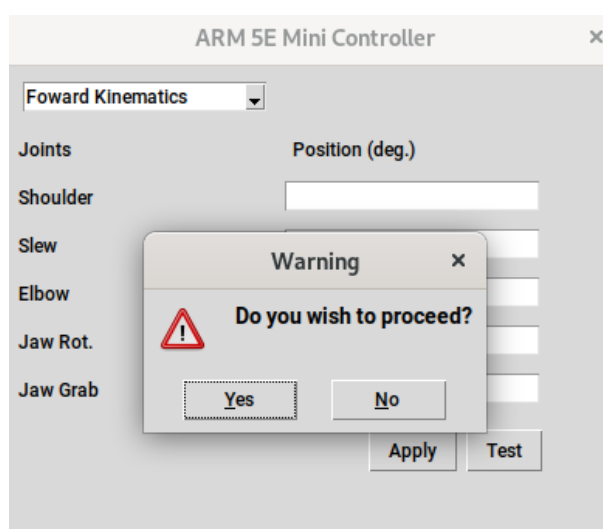 ARM 5E Mini Controller ×
Foward Kinematics
Joints Position (deg.)
Shoulder
Slew
Warning ×
Elbow
Do you wish to proceed?
Jaw Rot.
Jaw Grab
Yes No
Apply Test